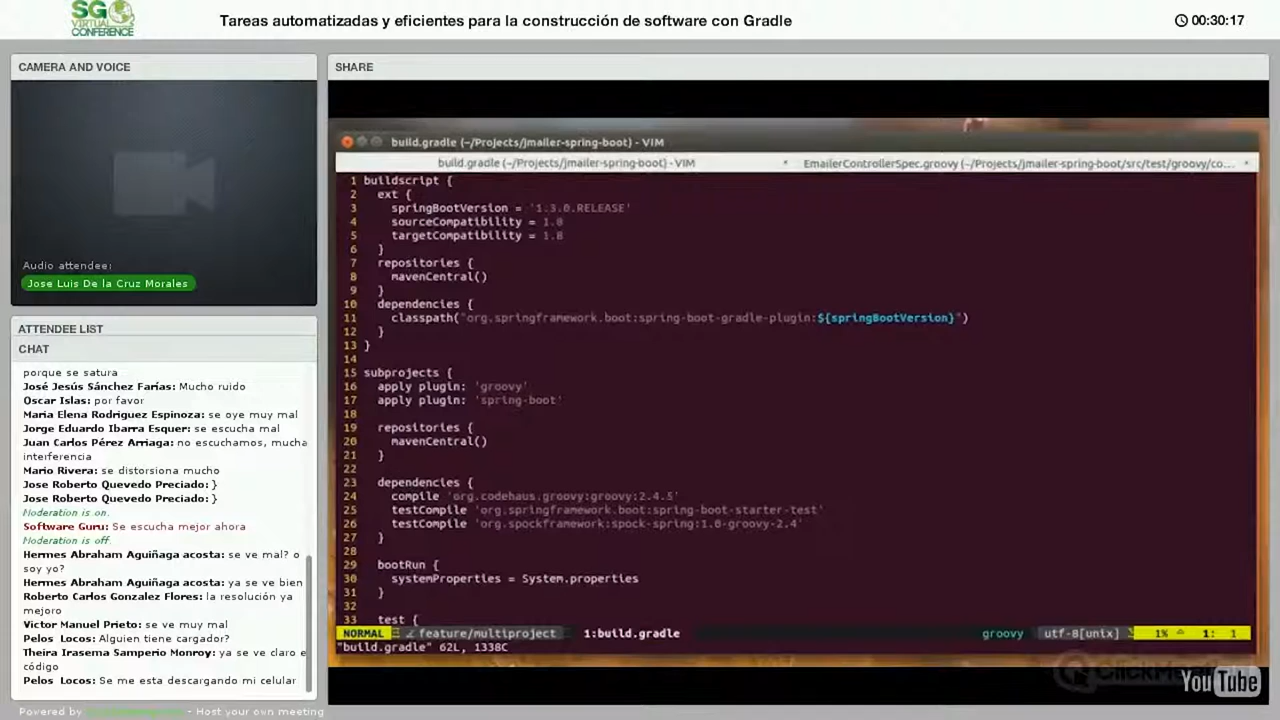 SG
VIRTUAL
CONFERENCE
Tareas automatizadas y eficientes para la construcción de software con Gradle
00:30:17
CAMERA AND VOICE
Audio attendee:
Jose Luis De la Cruz Morales
ATTENDEE LIST
CHAT
porque se satura
José Jesús Sánchez Farías: Mucho ruido
Oscar Islas: por favor
Maria Elena Rodriguez Espinoza: se oye muy mal
Jorge Eduardo Ibarra Esquer: se escucha mal
Juan Carlos Pérez Arriaga: no escuchamos, mucha
interferencia
Mario Rivera: se distorsiona mucho
Jose Roberto Quevedo Preciado: }
Jose Roberto Quevedo Preciado: }
Moderation is on.
Software Guru: Se escucha mejor ahora
Moderation is off.
Hermes Abraham Aguiñaga acosta: se ve mal? o
soy yo?
Hermes Abraham Aguiñaga acosta: ya se ve bien
Roberto Carlos Gonzalez Flores: la resolución ya
mejoro
Victor Manuel Prieto: se ve muy mal
Pelos Locos: Alguien tiene cargador?
Theira Irasema Samperio Monroy: ya se ve claro e
código
Pelos Locos: Se me esta descargando mi celular
Powered by - Host your own meeting
SHARE
build.gradle (~/Projects/jmailer-spring-boot) - VIM
build.gradle (~/Projects/jmailer-spring-boot) - VIM
EmailerControllerSpec.groovy (~/Projects/jmailer-spring-boot/src/test/groovy/co...
1 buildscript {
2   ext {
3     springBootVersion = '1.3.0.RELEASE'
4     sourceCompatibility = 1.8
5     targetCompatibility = 1.8
6   }
7   repositories {
8     mavenCentral()
9   }
10   dependencies {
11     classpath("org.springframework.boot:spring-boot-gradle-plugin:${springBootVersion}")
12   }
13 }
14
15 subprojects {
16   apply plugin: 'groovy'
17   apply plugin: 'spring-boot'
18
19   repositories {
20     mavenCentral()
21   }
22
23   dependencies {
24     compile 'org.codehaus.groovy:groovy:2.4.5'
25     testCompile 'org.springframework.boot:spring-boot-starter-test'
26     testCompile 'org.spockframework:spock-spring:1.0-groovy-2.4'
27   }
28
29   bootRun {
30     systemProperties = System.properties
31   }
32
33   test {
NORMAL feature/multiproject 1:build.gradle groovy utf-8[unix] 1% 1: 1
"build.gradle" 62L, 1338C
YouTube